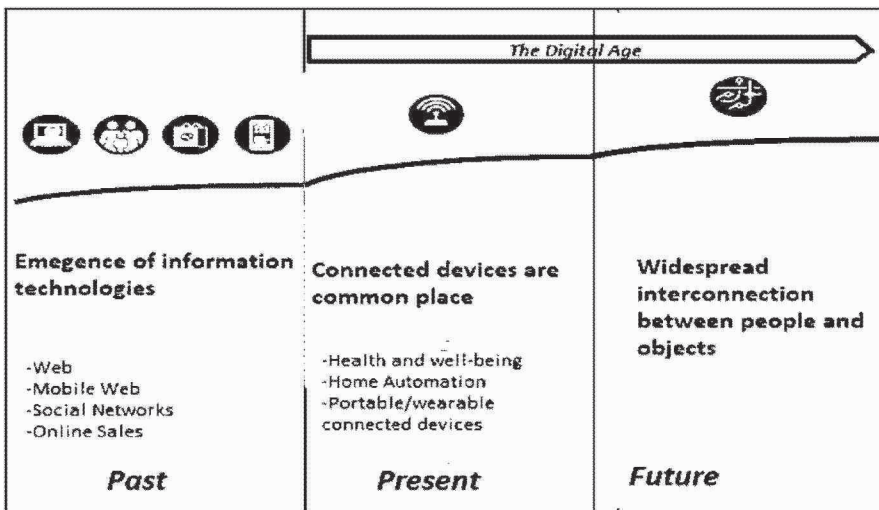 The Digital Age
Emegence of information
technologies
-Web
-Mobile Web
-Social Networks
-Online Sales
Past
Connected devices are
common place
-Health and well-being
-Home Automation
-Portable/wearable
connected devices
Present
Widespread
interconnection
between people and
objects
Future